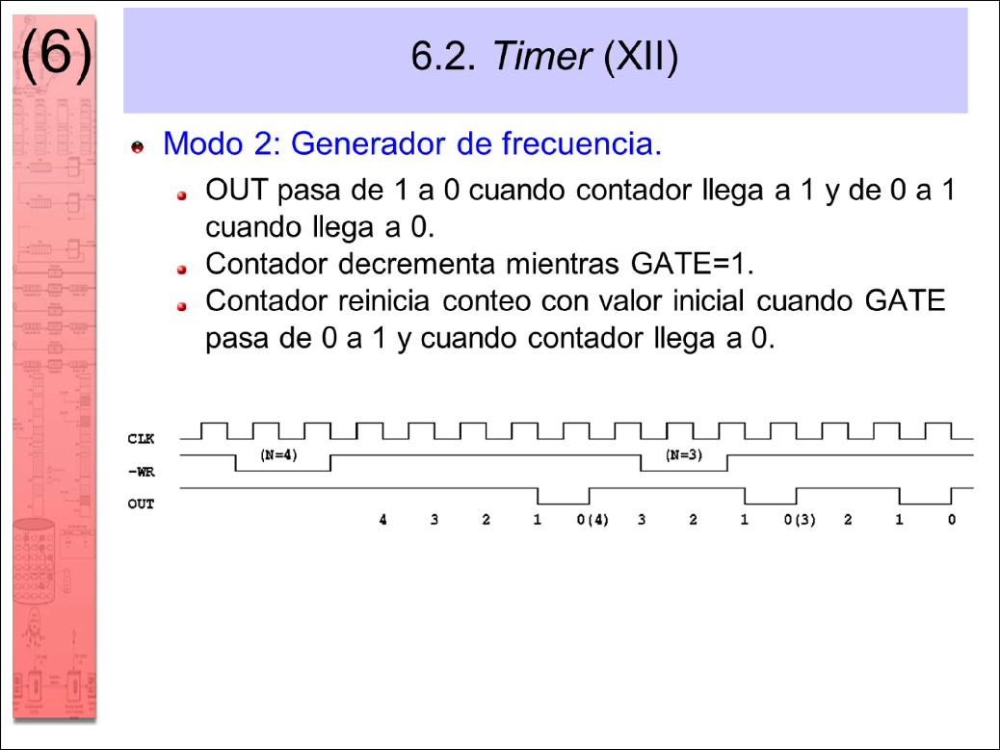 (6)
6.2. Timer (XII)
Modo 2: Generador de frecuencia.
OUT pasa de 1 a 0 cuando contador llega a 1 y de 0 a 1
cuando llega a 0.
Contador decrementa mientras GATE=1.
Contador reinicia conteo con valor inicial cuando GATE
pasa de 0 a 1 y cuando contador llega a 0.
CLK
(N=4) (N=3)
-WR
OUT
4 3 2 1 0(4) 3 2 1 0(3) 2 1 0